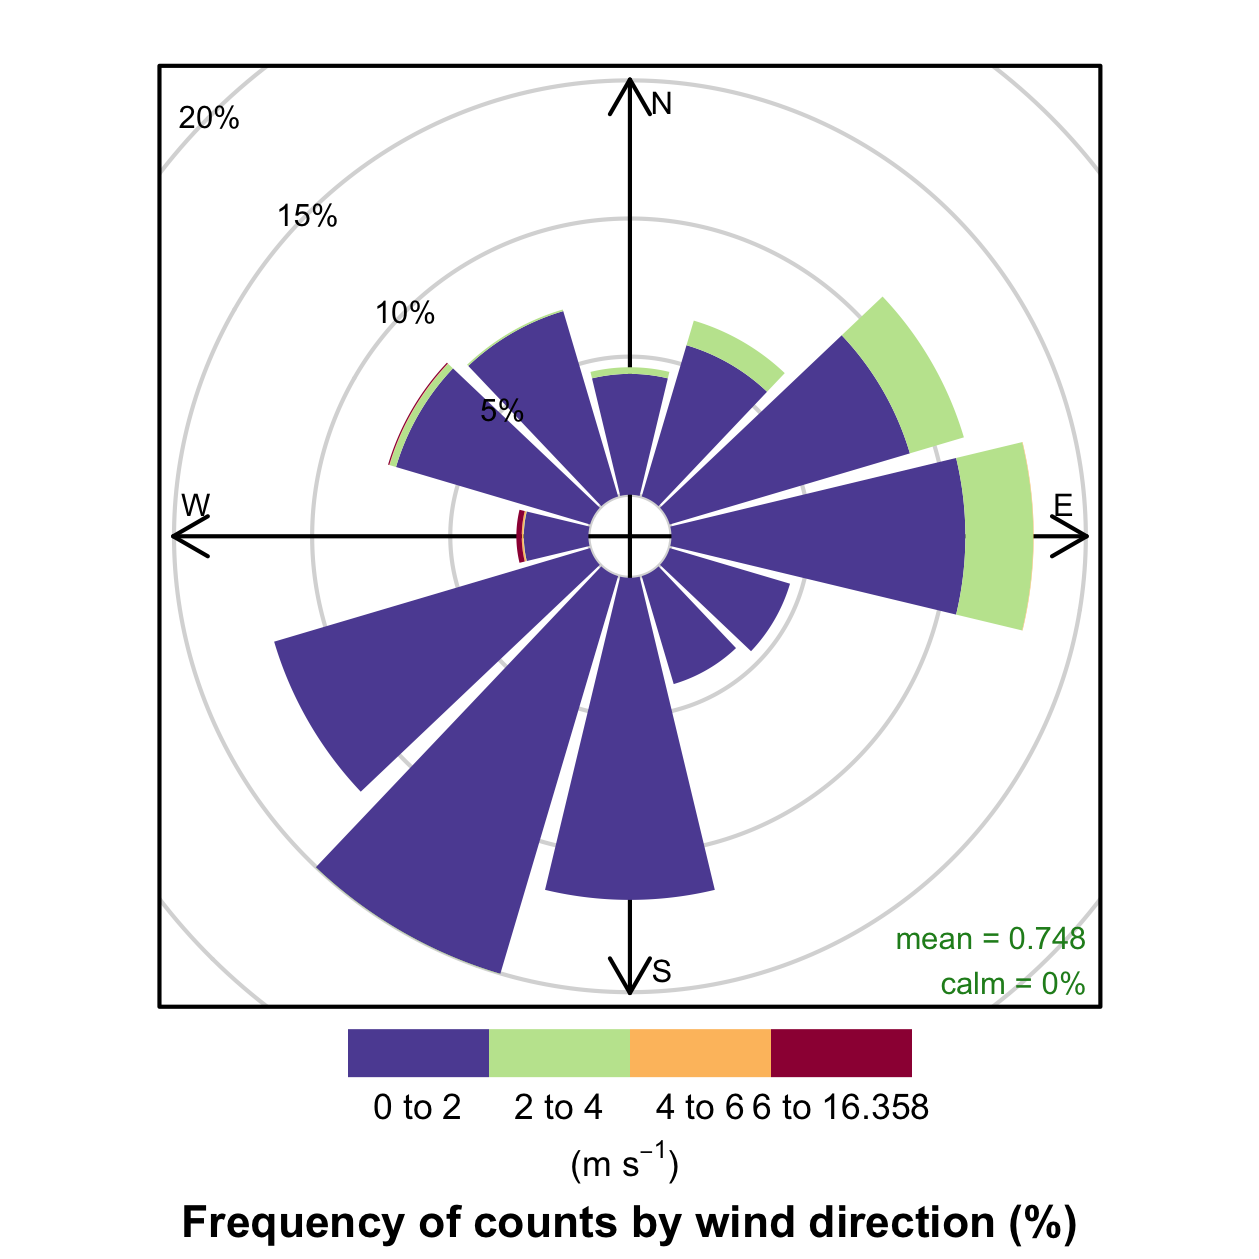 N
20%
15%
10%
5%
W
E
S
mean = 0.748
calm = 0%
0 to 2 2 to 4 4 to 6 6 to 16.358
(m s⁻¹)
Frequency of counts by wind direction (%)